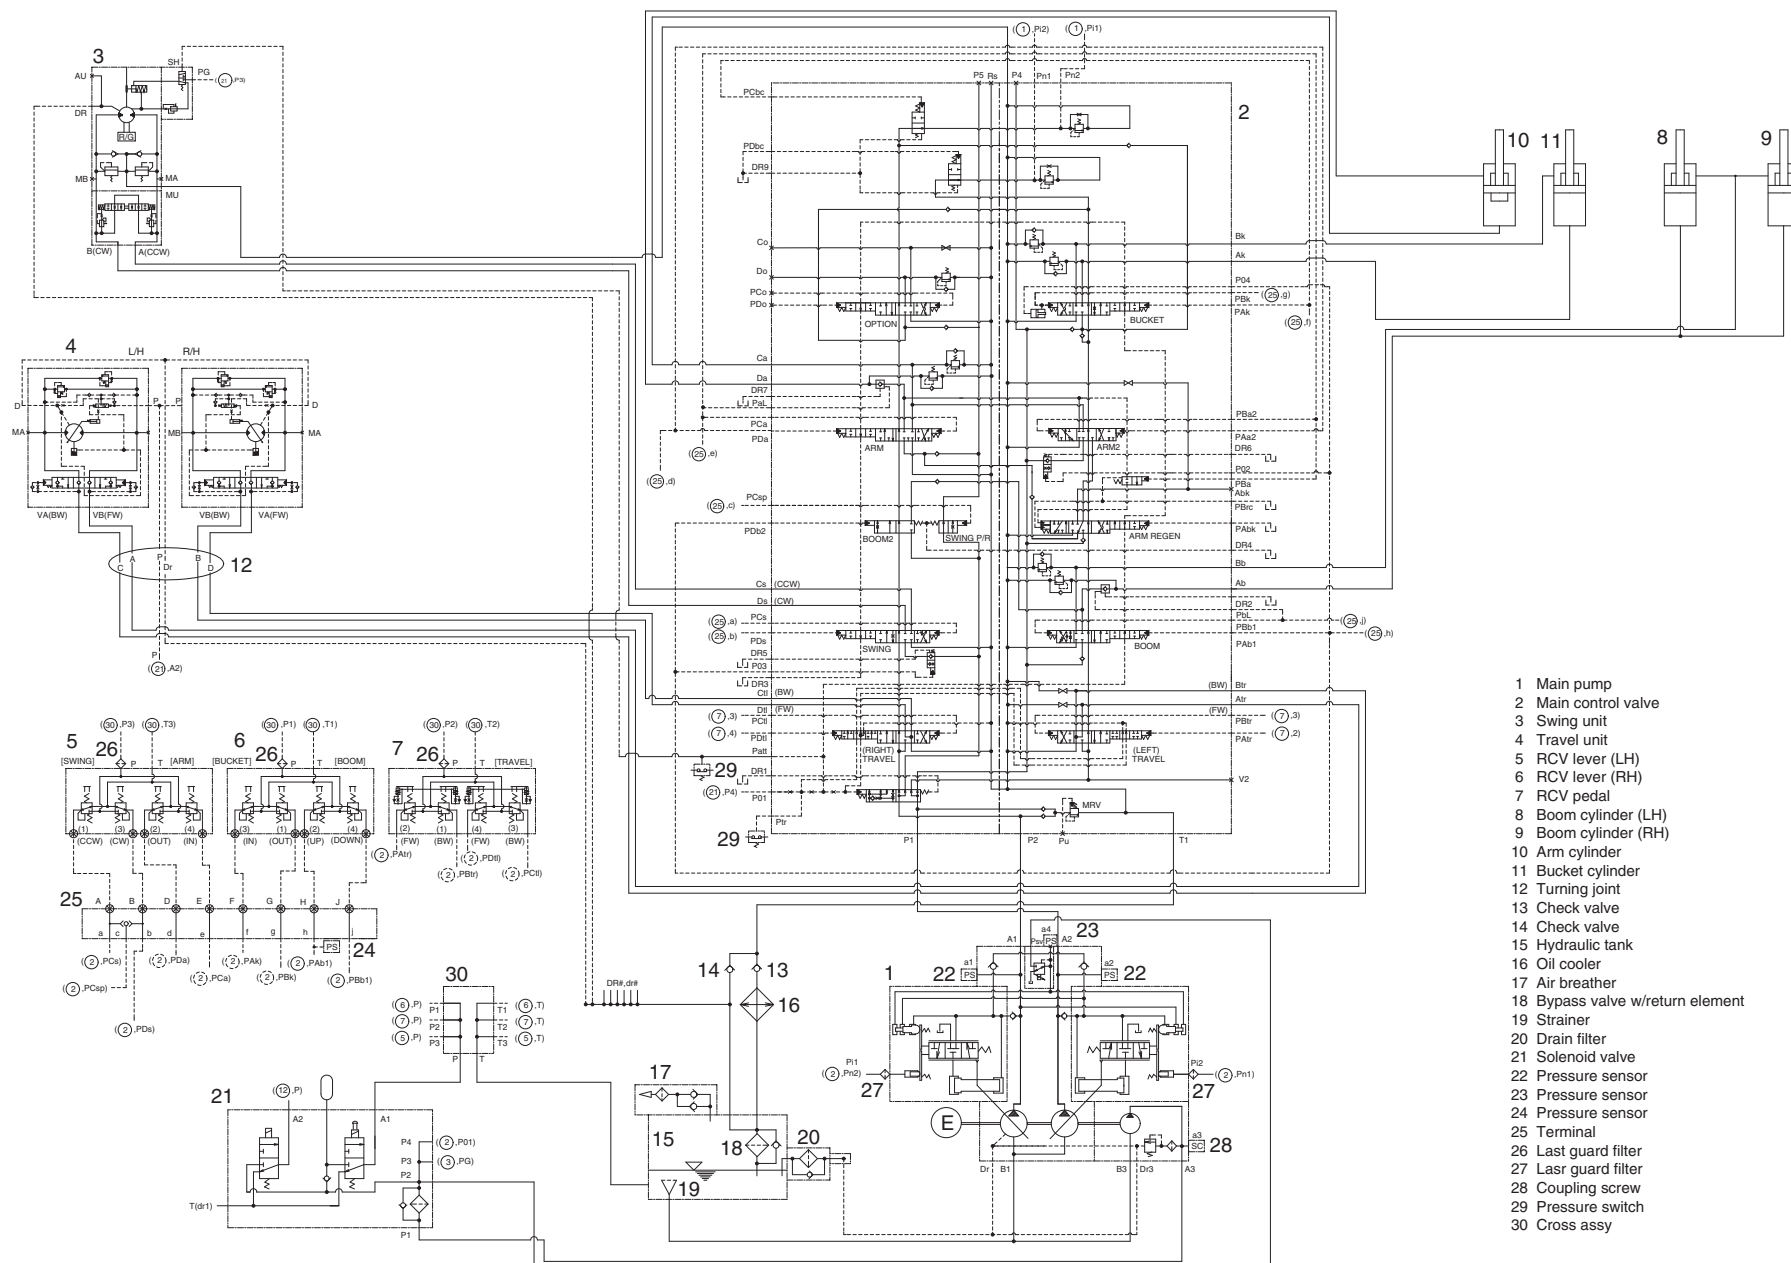 3
AU
SH
PG
(21,P3)
DR
R/G
MB
MA
MU
B(CW)
A(CCW)
4
L/H
R/H
D
P
P
D
MA
MB
MA
VA(BW)
VB(FW)
VB(BW)
VA(FW)
C
A
P
Dr
B
D
12
P
(21,A2)
(30,P3)
(30,T3)
(30,P1)
(30,T1)
(30,P2)
(30,T2)
5
26
6
26
7
26
[SWING]
P
T
[ARM]
[BUCKET]
P
T
[BOOM]
P
T
[TRAVEL]
(1)
(3)
(2)
(4)
(3)
(1)
(2)
(4)
(2)
(1)
(4)
(3)
(CCW)
(CW)
(OUT)
(IN)
(IN)
(OUT)
(UP)
(DOWN)
(FW)
(BW)
(FW)
(BW)
(2,PAtr)
(2,PBtr)
(2,PDtl)
(2,PCtl)
25
A
B
D
E
F
G
H
J
a
c
b
d
e
f
g
h
j
PS
24
(2,PCs)
(2,PDa)
(2,PCa)
(2,PAk)
(2,PBk)
(2,PAb1)
(2,PBb1)
(2,PCsp)
(2,PDs)
30
(6,P)
P1
T1
(6,T)
(7,P)
P2
T2
(7,T)
(5,P)
P3
T3
(5,T)
P
T
21
(12,P)
A2
A1
P4
(2,P01)
P3
(3,PG)
P2
T(dr1)
P1
DR#,dr#
14
13
16
17
15
18
20
19
(1,Pi2)
(1,Pi1)
P5
Rs
P4
Pn1
Pn2
2
PCbc
PDbc
DR9
Co
Do
PCo
PDo
OPTION
Ca
Da
DR7
PaL
PCa
PDa
ARM
(25,e)
(25,d)
(25,c)
PCsp
PDb2
BOOM2
SWING P/R
Cs
(CCW)
Ds
(CW)
(25,a)
PCs
(25,b)
PDs
SWING
DR5
P03
DR3
Ctl
(BW)
Dtl
(FW)
(7,3)
PCtl
(7,4)
PDtl
(RIGHT)
TRAVEL
Patt
29
DR1
(21,P4)
P01
Ptr
29
P1
P2
Pu
T1
MRV
Bk
Ak
P04
(25,g)
PBk
PAk
(25,f)
BUCKET
PBa2
PAa2
ARM2
DR6
P02
PBa
Abk
PBrc
PAbk
ARM REGEN
DR4
Bb
Ab
DR2
PbL
(25,j)
PBb1
(25,h)
PAb1
BOOM
(BW)
Btr
Atr
(FW)
PBtr
(7,3)
PAtr
(7,2)
(LEFT)
TRAVEL
V2
10
11
8
9
A1
a4
Psv
PS
A2
23
a1
22
PS
a2
PS
22
1
Pi1
(2,Pn2)
27
Pi2
(2,Pn1)
27
E
a3
SC
28
Dr
B1
B3
Dr3
A3
1 Main pump
2 Main control valve
3 Swing unit
4 Travel unit
5 RCV lever (LH)
6 RCV lever (RH)
7 RCV pedal
8 Boom cylinder (LH)
9 Boom cylinder (RH)
10 Arm cylinder
11 Bucket cylinder
12 Turning joint
13 Check valve
14 Check valve
15 Hydraulic tank
16 Oil cooler
17 Air breather
18 Bypass valve w/return element
19 Strainer
20 Drain filter
21 Solenoid valve
22 Pressure sensor
23 Pressure sensor
24 Pressure sensor
25 Terminal
26 Last guard filter
27 Lasr guard filter
28 Coupling screw
29 Pressure switch
30 Cross assy